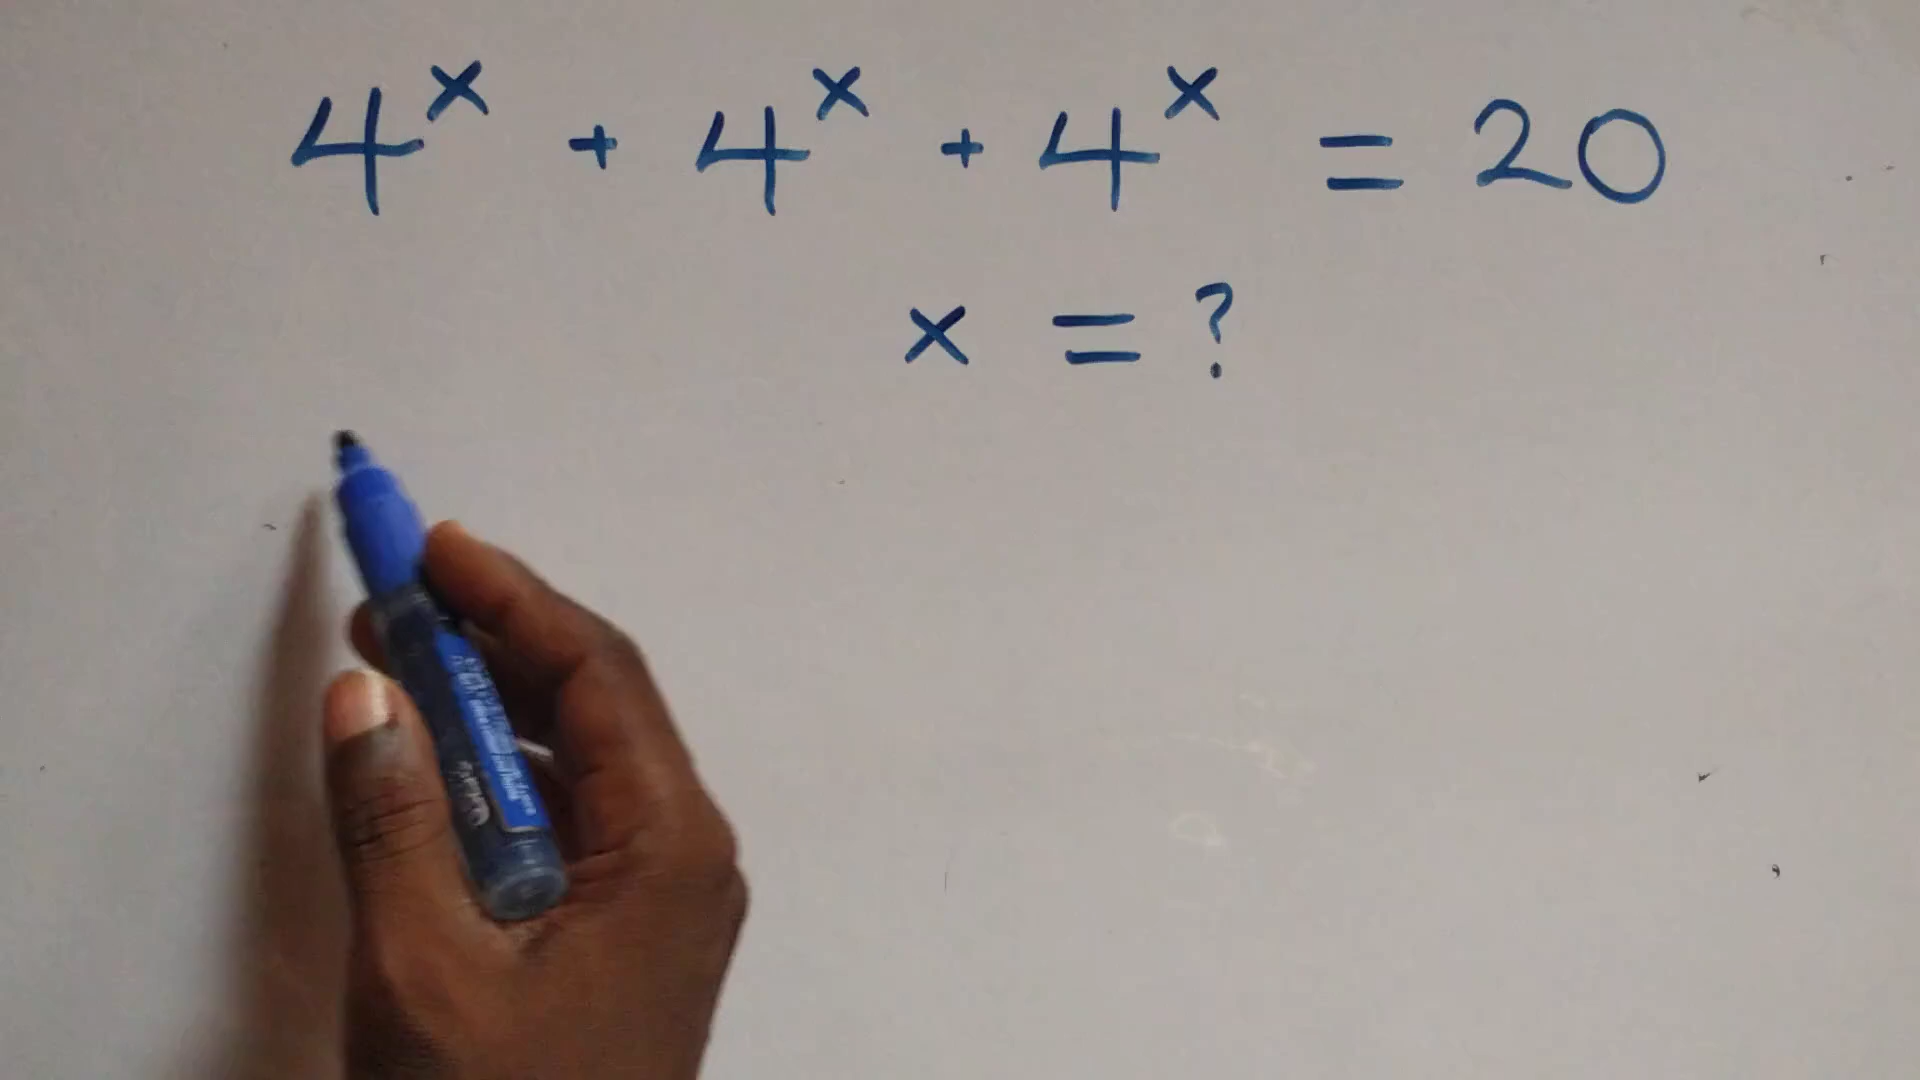 4^x + 4^x + 4^x = 20
x = ?